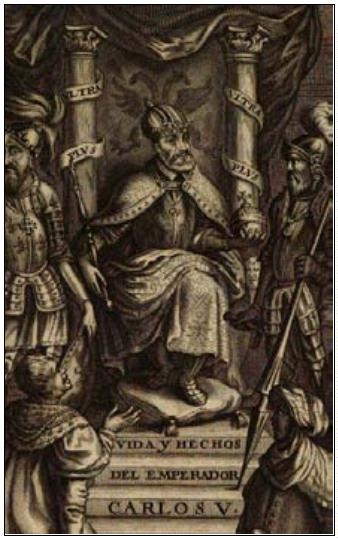 VLTRA
PLVS
VLTRA
PLVS
VIDA Y HECHOS
DEL EMPERADOR
CARLOS V.